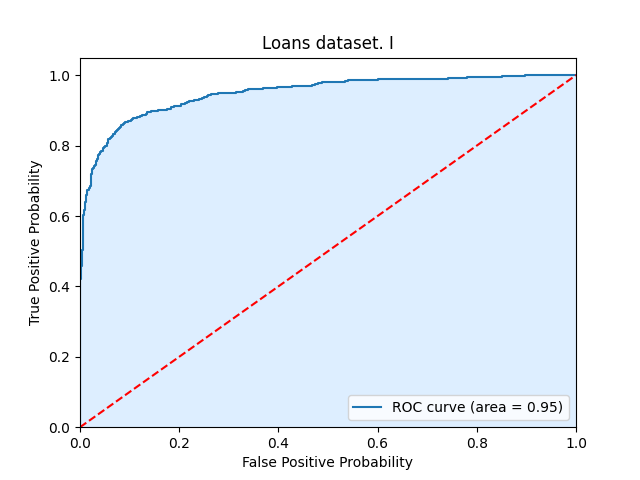 Loans dataset. I
True Positive Probability
1.0
0.8
0.6
0.4
0.2
0.0
0.0 0.2 0.4 0.6 0.8 1.0
False Positive Probability
ROC curve (area = 0.95)